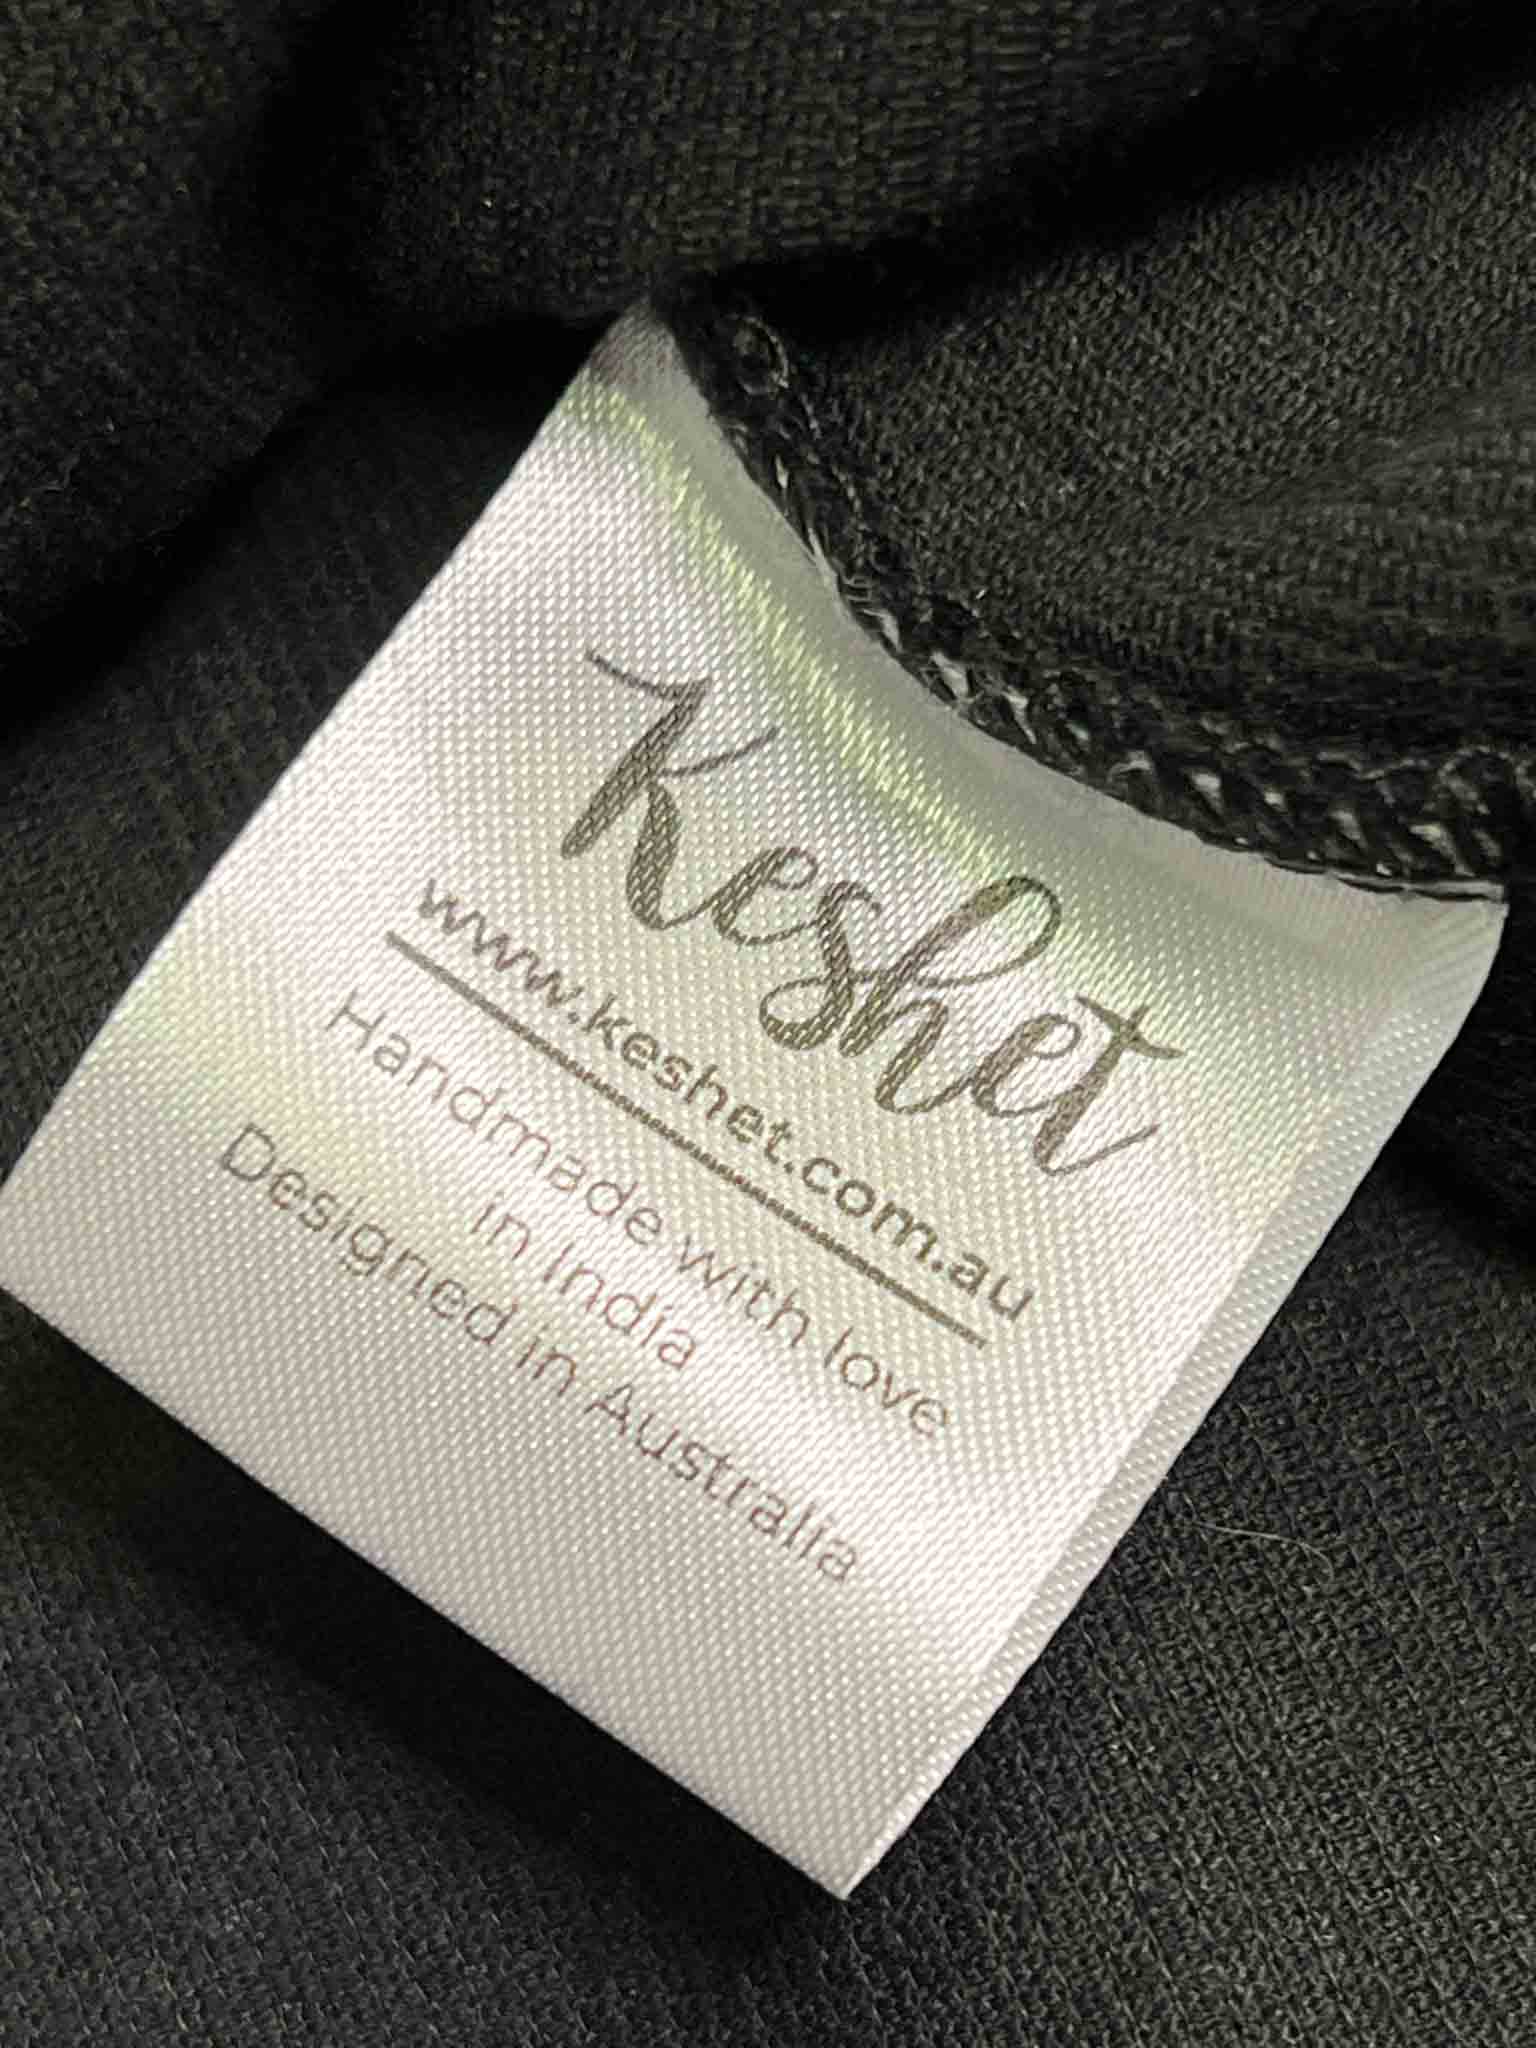 Keshet
www.keshet.com.au
Handmade with love
in India
Designed in Australia